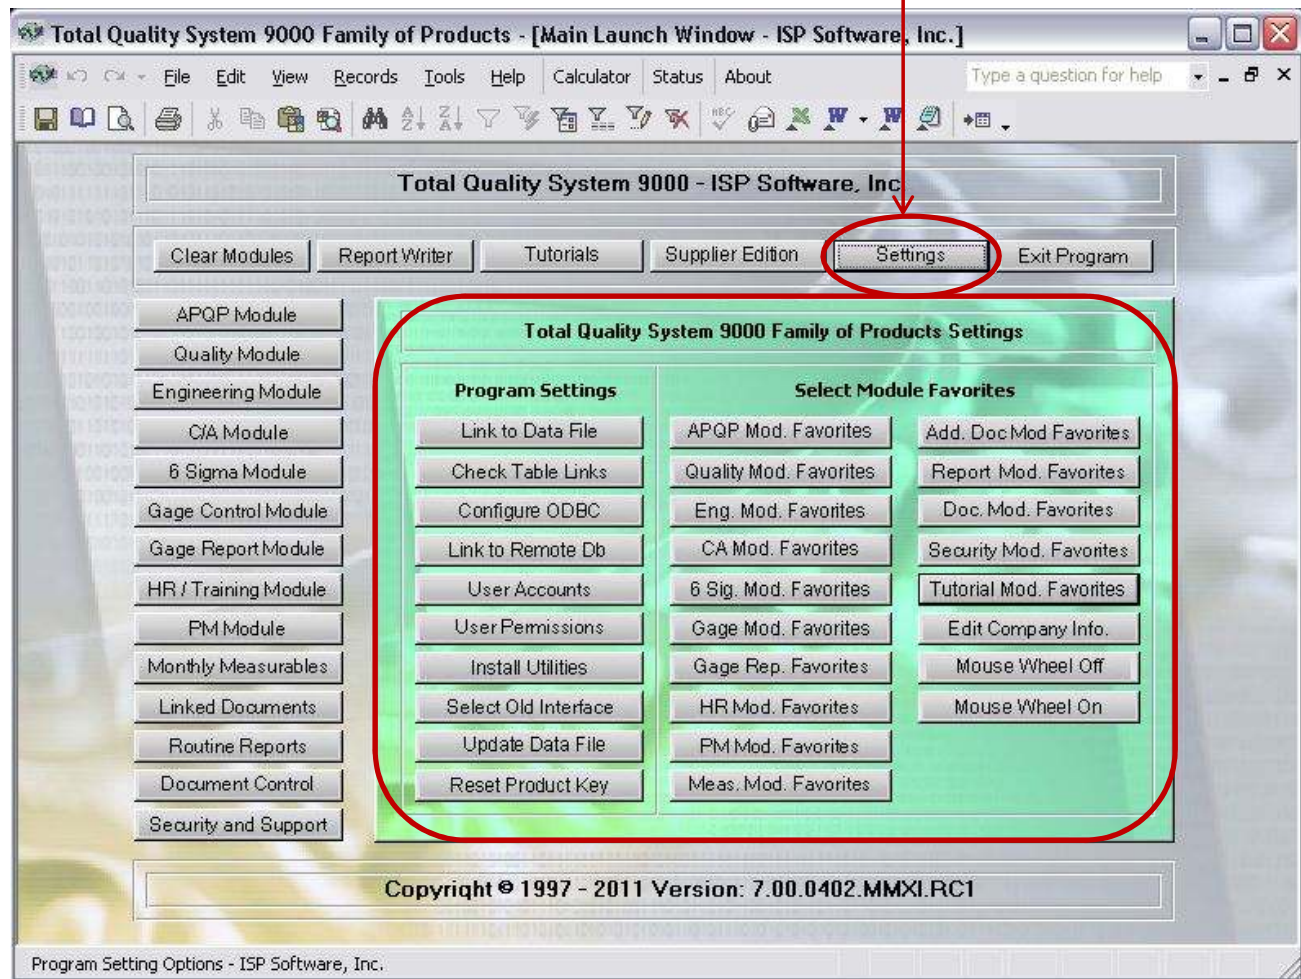 Total Quality System 9000 Family of Products - [Main Launch Window - ISP Software, Inc.]
File Edit View Records Tools Help Calculator Status About Type a question for help
Total Quality System 9000 - ISP Software, Inc
Clear Modules Report Writer Tutorials Supplier Edition Settings Exit Program
APQP Module
Quality Module
Engineering Module
C/A Module
6 Sigma Module
Gage Control Module
Gage Report Module
HR / Training Module
PM Module
Monthly Measurables
Linked Documents
Routine Reports
Document Control
Security and Support
Total Quality System 9000 Family of Products Settings
Program Settings
Link to Data File
Check Table Links
Configure ODBC
Link to Remote Db
User Accounts
User Permissions
Install Utilities
Select Old Interface
Update Data File
Reset Product Key
Select Module Favorites
APQP Mod. Favorites
Quality Mod. Favorites
Eng. Mod. Favorites
CA Mod. Favorites
6 Sig. Mod. Favorites
Gage Mod. Favorites
Gage Rep. Favorites
HR Mod. Favorites
PM Mod. Favorites
Meas. Mod. Favorites
Add. Doc Mod Favorites
Report Mod. Favorites
Doc. Mod. Favorites
Security Mod. Favorites
Tutorial Mod. Favorites
Edit Company Info.
Mouse Wheel Off
Mouse Wheel On
Copyright © 1997 - 2011 Version: 7.00.0402.MMXI.RC1
Program Setting Options - ISP Software, Inc.